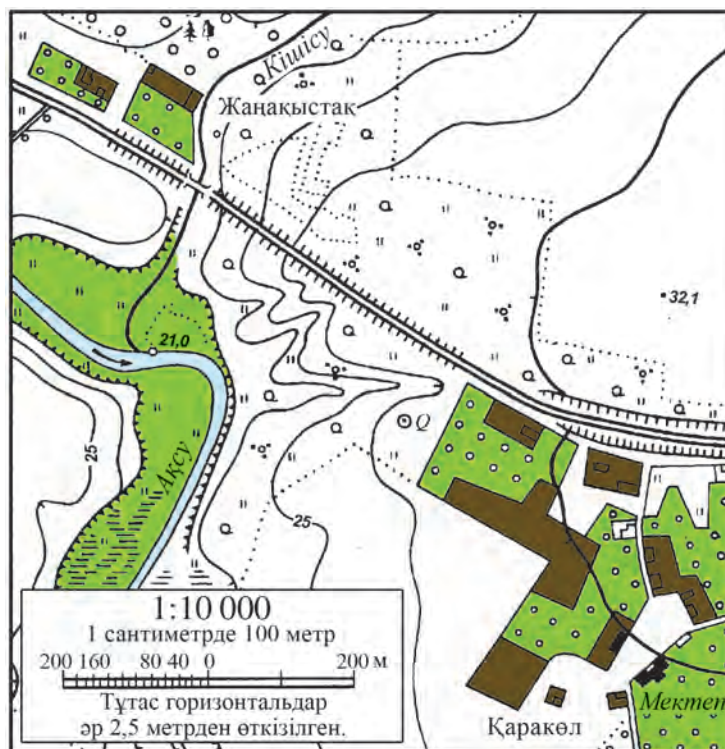 Кішісу
Жаңақыстақ
32,1
21,0
25
Ақсу
Q
25
1:10 000
1 сантиметрде 100 метр
200 160 80 40 0 200 м
Тұтас горизонтальдар
әр 2,5 метрден өткізілген.
Қаракөл
Мектеп